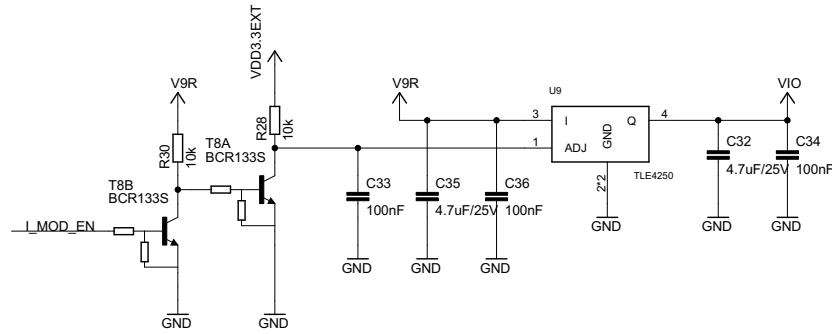 VDD3.3EXT
V9R
R30
10k
T8B
BCR133S
T8A
BCR133S
R28
10k
I_MOD_EN
GND
GND
V9R
U9
3
1
I
Q
ADJ
GND
4
2*2
TLE4250
GND
VIO
C33
100nF
GND
C35
4.7uF/25V
GND
C36
100nF
GND
C32
4.7uF/25V
GND
C34
100nF
GND